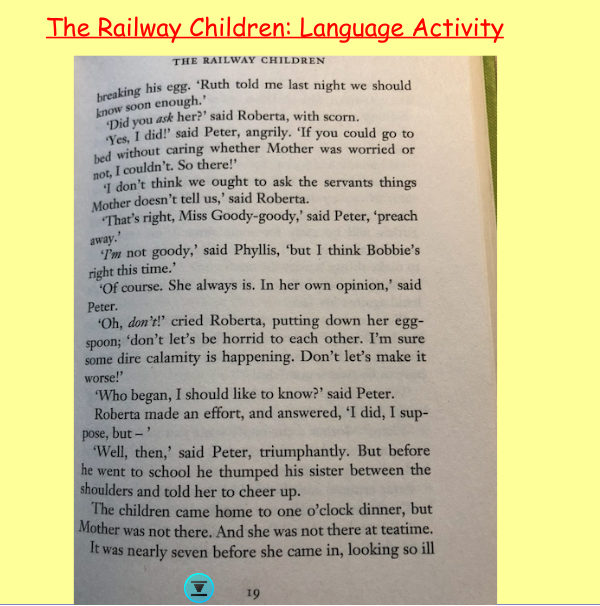 The Railway Children: Language Activity
THE RAILWAY CHILDREN
breaking his egg. ‘Ruth told me last night we should
know soon enough.’
‘Did you ask her?’ said Roberta, with scorn.
‘Yes, I did!’ said Peter, angrily. ‘If you could go to
bed without caring whether Mother was worried or
not, I couldn’t. So there!’
‘I don’t think we ought to ask the servants things
Mother doesn’t tell us,’ said Roberta.
‘That’s right, Miss Goody-goody,’ said Peter, ‘preach
away.’
‘I’m not goody,’ said Phyllis, ‘but I think Bobbie’s
right this time.’
‘Of course. She always is. In her own opinion,’ said
Peter.
‘Oh, don’t!’ cried Roberta, putting down her egg-
spoon; ‘don’t let’s be horrid to each other. I’m sure
some dire calamity is happening. Don’t let’s make it
worse!’
‘Who began, I should like to know?’ said Peter.
Roberta made an effort, and answered, ‘I did, I sup-
pose, but – ’
‘Well, then,’ said Peter, triumphantly. But before
he went to school he thumped his sister between the
shoulders and told her to cheer up.
The children came home to one o’clock dinner, but
Mother was not there. And she was not there at teatime.
It was nearly seven before she came in, looking so ill
19